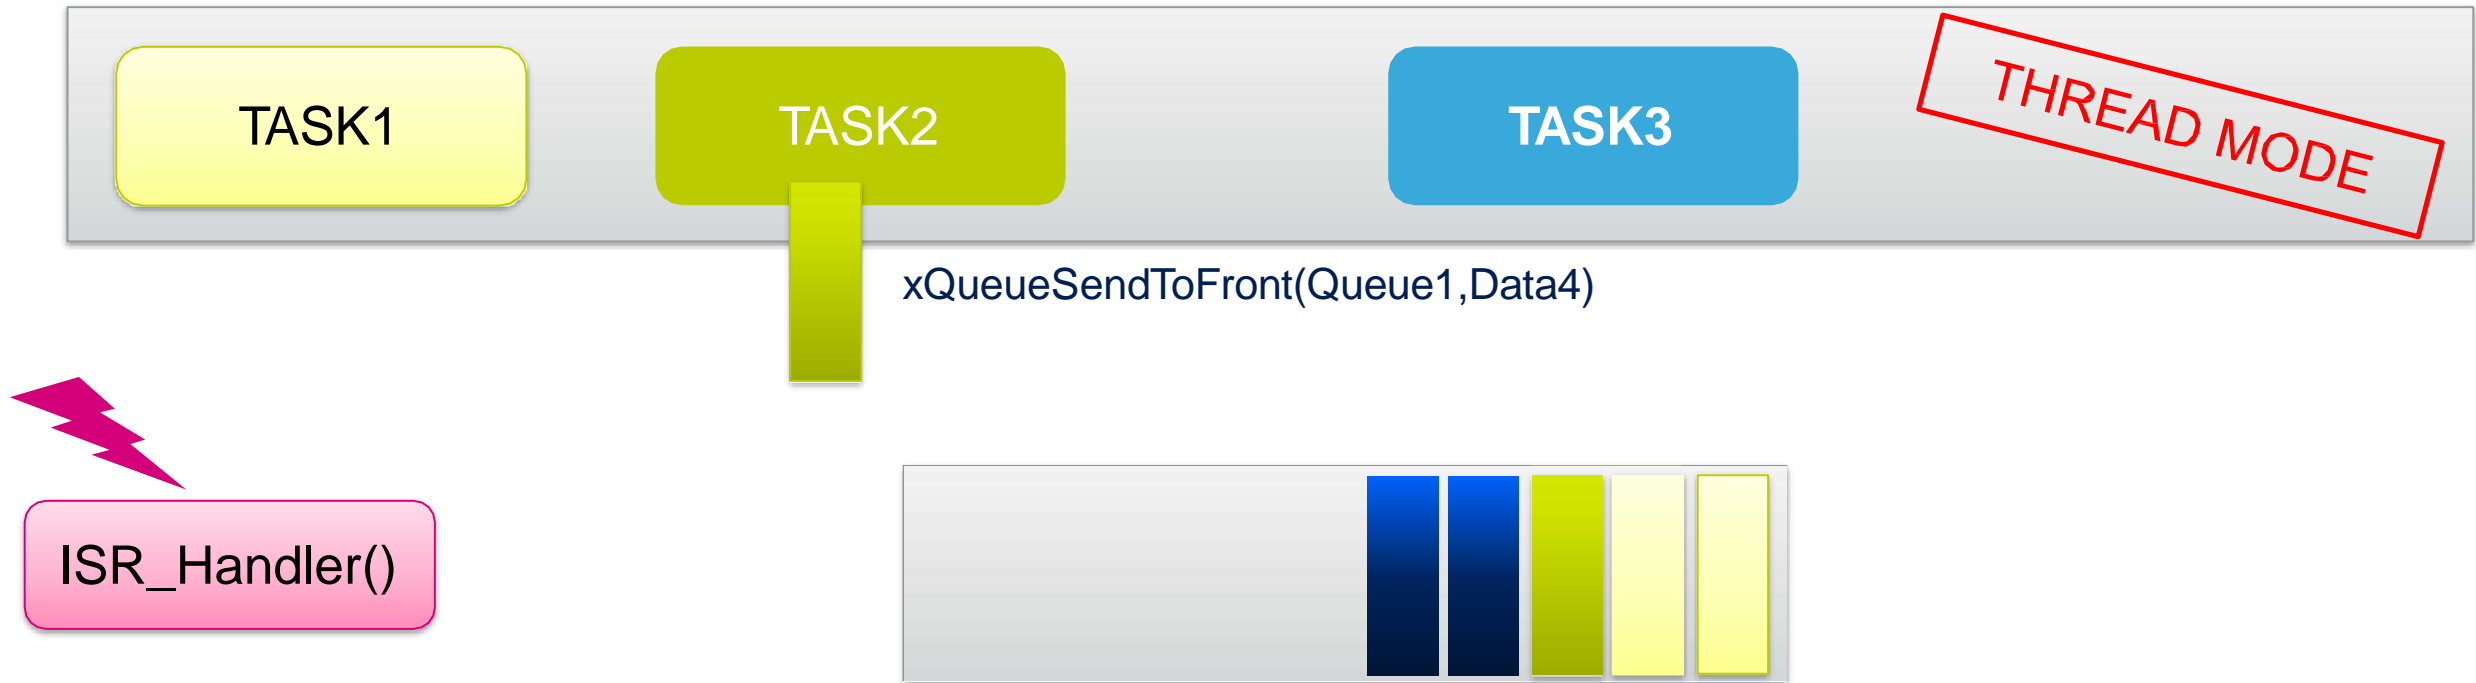 TASK1
TASK2
TASK3
THREAD MODE
xQueueSendToFront(Queue1,Data4)
ISR_Handler()